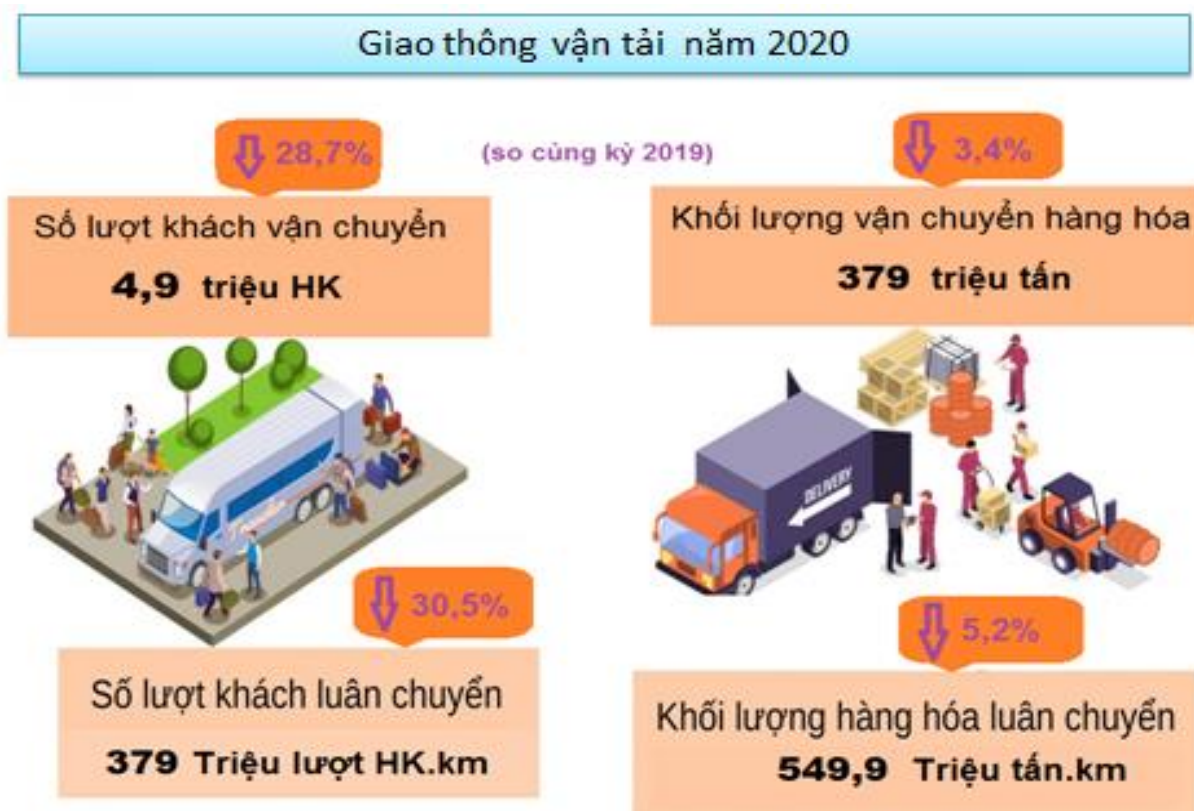 Giao thông vận tải năm 2020
28,7%
(so cùng kỳ 2019)
3,4%
Số lượt khách vận chuyển
4,9 triệu HK
Khối lượng vận chuyển hàng hóa
379 triệu tấn
DELIVERY
30,5%
5,2%
Số lượt khách luân chuyển
379 Triệu lượt HK.km
Khối lượng hàng hóa luân chuyển
549,9 Triệu tấn.km